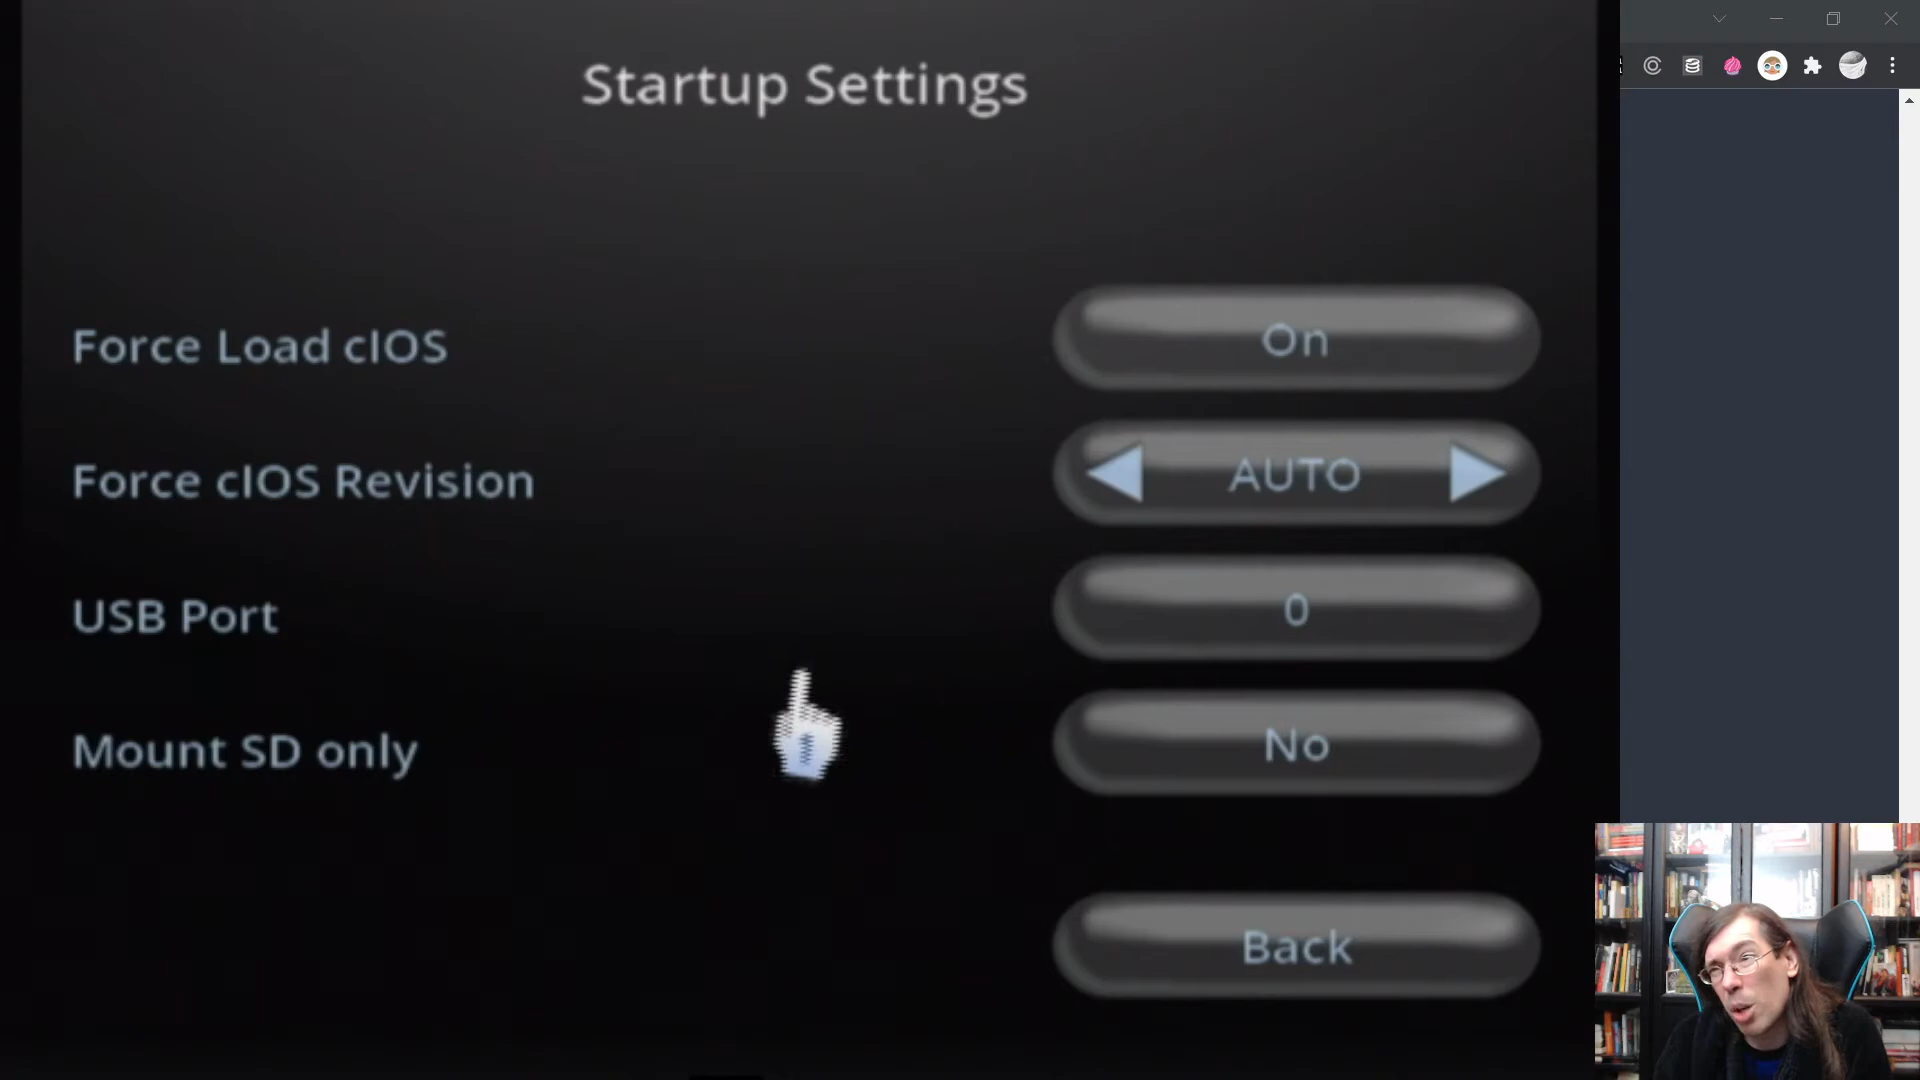 Startup Settings
Force Load cIOS
On
Force cIOS Revision
AUTO
USB Port
0
Mount SD only
No
Back